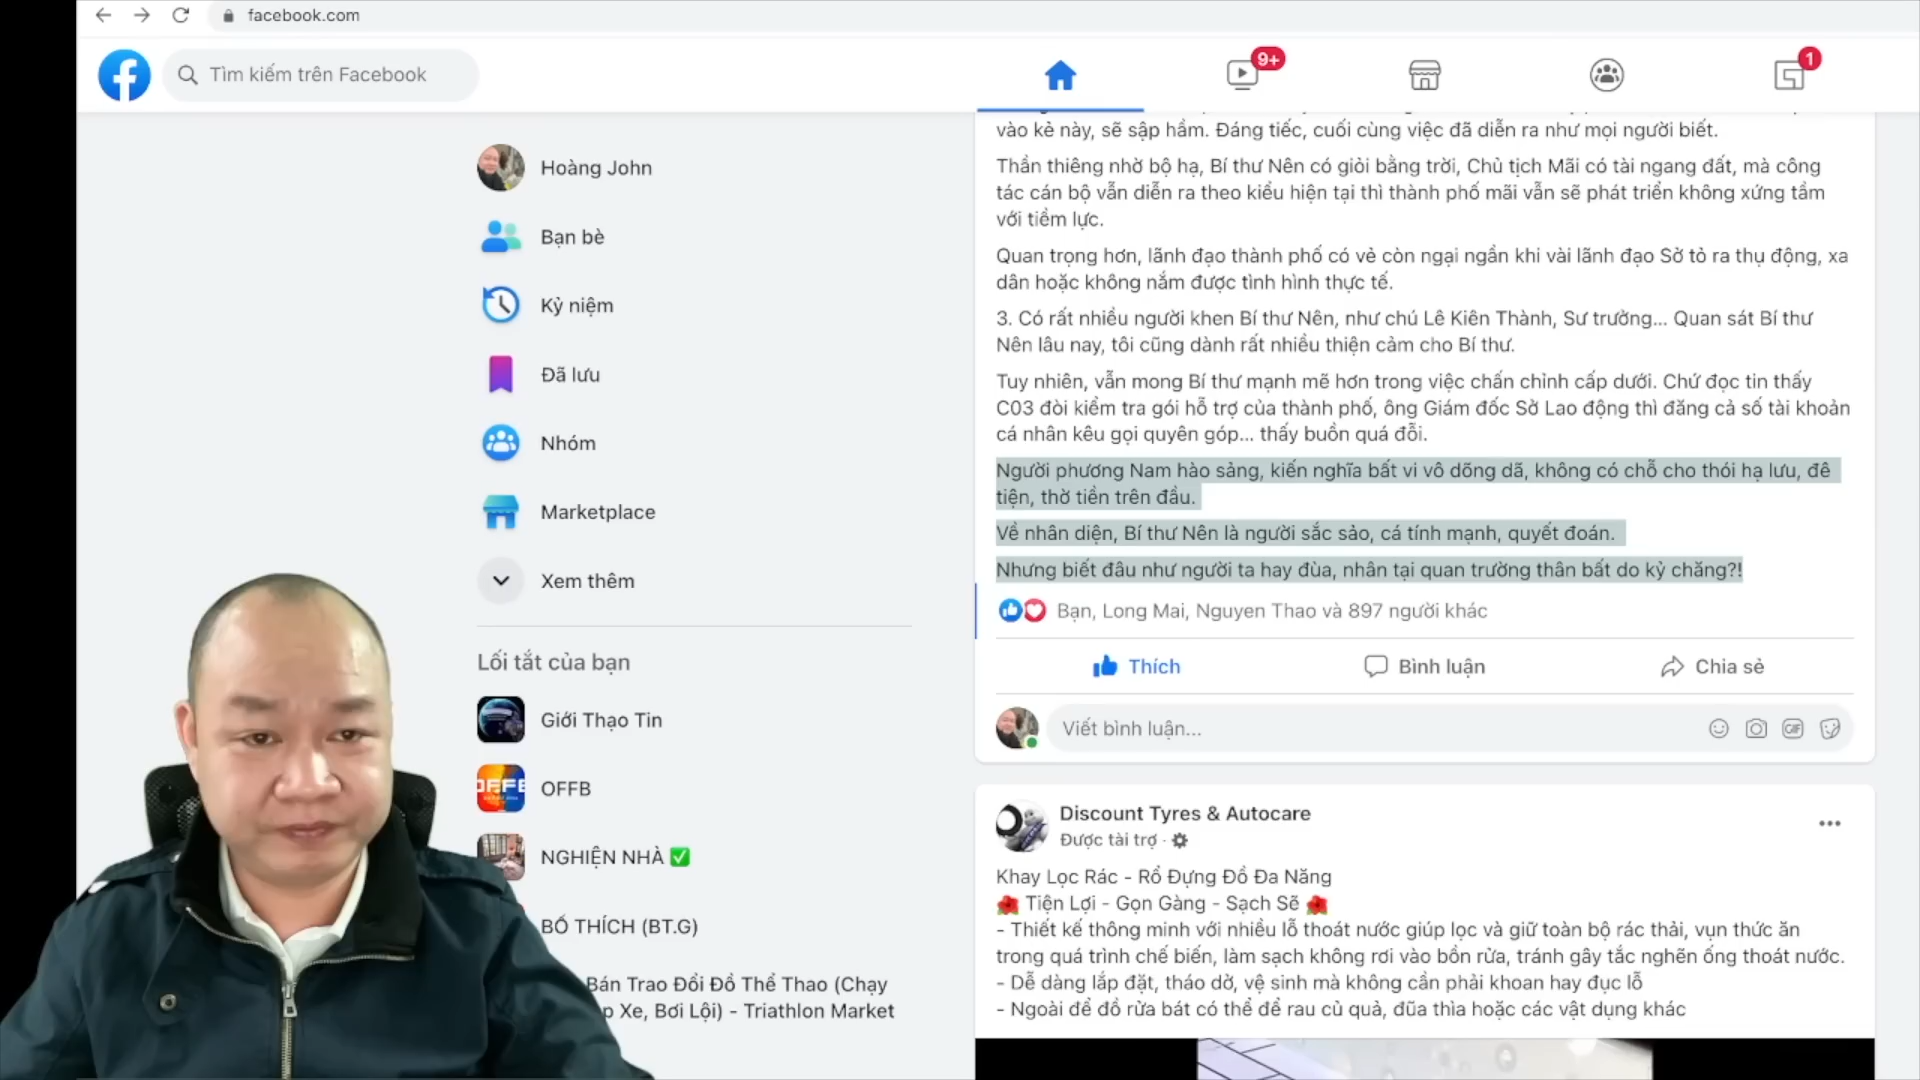 facebook.com
Tìm kiếm trên Facebook
9+
1
Hoàng John
Bạn bè
Kỷ niệm
Đã lưu
Nhóm
Marketplace
Xem thêm
Lối tắt của bạn
Giới Thạo Tin
OFFB
NGHIỆN NHÀ ✅
BỐ THÍCH (BT.G)
Bán Trao Đổi Đồ Thể Thao (Chạy
p Xe, Bơi Lội) - Triathlon Market
vào kẻ này, sẽ sập hầm. Đáng tiếc, cuối cùng việc đã diễn ra như mọi người biết.
Thần thiêng nhờ bộ hạ, Bí thư Nên có giỏi bằng trời, Chủ tịch Mãi có tài ngang đất, mà công
tác cán bộ vẫn diễn ra theo kiểu hiện tại thì thành phố mãi vẫn sẽ phát triển không xứng tầm
với tiềm lực.
Quan trọng hơn, lãnh đạo thành phố có vẻ còn ngại ngần khi vài lãnh đạo Sở tỏ ra thụ động, xa
dân hoặc không nắm được tình hình thực tế.
3. Có rất nhiều người khen Bí thư Nên, như chú Lê Kiên Thành, Sư trưởng... Quan sát Bí thư
Nên lâu nay, tôi cũng dành rất nhiều thiện cảm cho Bí thư.
Tuy nhiên, vẫn mong Bí thư mạnh mẽ hơn trong việc chấn chỉnh cấp dưới. Chứ đọc tin thấy
C03 đòi kiểm tra gói hỗ trợ của thành phố, ông Giám đốc Sở Lao động thì đăng cả số tài khoản
cá nhân kêu gọi quyên góp... thấy buồn quá đỗi.
Người phương Nam hào sảng, kiến nghĩa bất vi vô dõng dã, không có chỗ cho thói hạ lưu, đê
tiện, thờ tiền trên đầu.
Về nhân diện, Bí thư Nên là người sắc sảo, cá tính mạnh, quyết đoán.
Nhưng biết đâu như người ta hay đùa, nhân tại quan trường thân bất do kỷ chăng?!
Bạn, Long Mai, Nguyen Thao và 897 người khác
Thích
Bình luận
Chia sẻ
Viết bình luận...
GIF
Discount Tyres & Autocare
Được tài trợ ·
Khay Lọc Rác - Rổ Đựng Đồ Đa Năng
🌺 Tiện Lợi - Gọn Gàng - Sạch Sẽ 🌺
- Thiết kế thông minh với nhiều lỗ thoát nước giúp lọc và giữ toàn bộ rác thải, vụn thức ăn
trong quá trình chế biến, làm sạch không rơi vào bồn rửa, tránh gây tắc nghẽn ống thoát nước.
- Dễ dàng lắp đặt, tháo dỡ, vệ sinh mà không cần phải khoan hay đục lỗ
- Ngoài để đồ rửa bát có thể để rau củ quả, đũa thìa hoặc các vật dụng khác